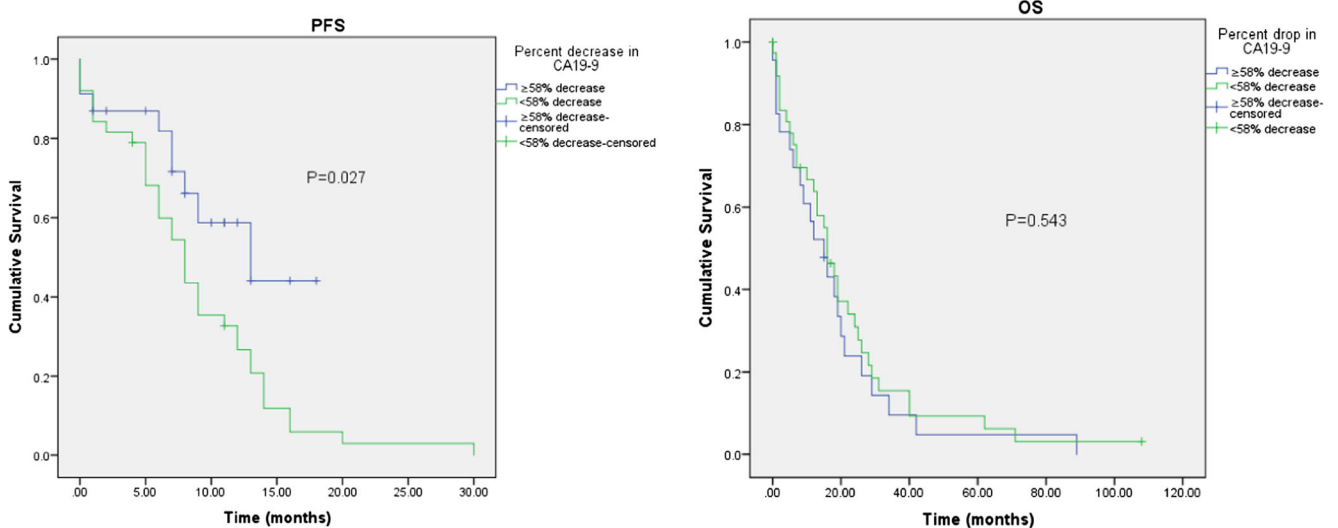 PFS
Percent decrease in
CA19-9
≥58% decrease
<58% decrease
≥58% decrease-
censored
<58% decrease-censored
P=0.027
Cumulative Survival
1.0
0.8
0.6
0.4
0.2
0.0
.00 5.00 10.00 15.00 20.00 25.00 30.00
Time (months)
OS
Percent drop in
CA19-9
≥58% decrease
<58% decrease
≥58% decrease-
censored
<58% decrease
P=0.543
Cumulative Survival
1.0
0.8
0.6
0.4
0.2
0.0
.00 20.00 40.00 60.00 80.00 100.00 120.00
Time (months)